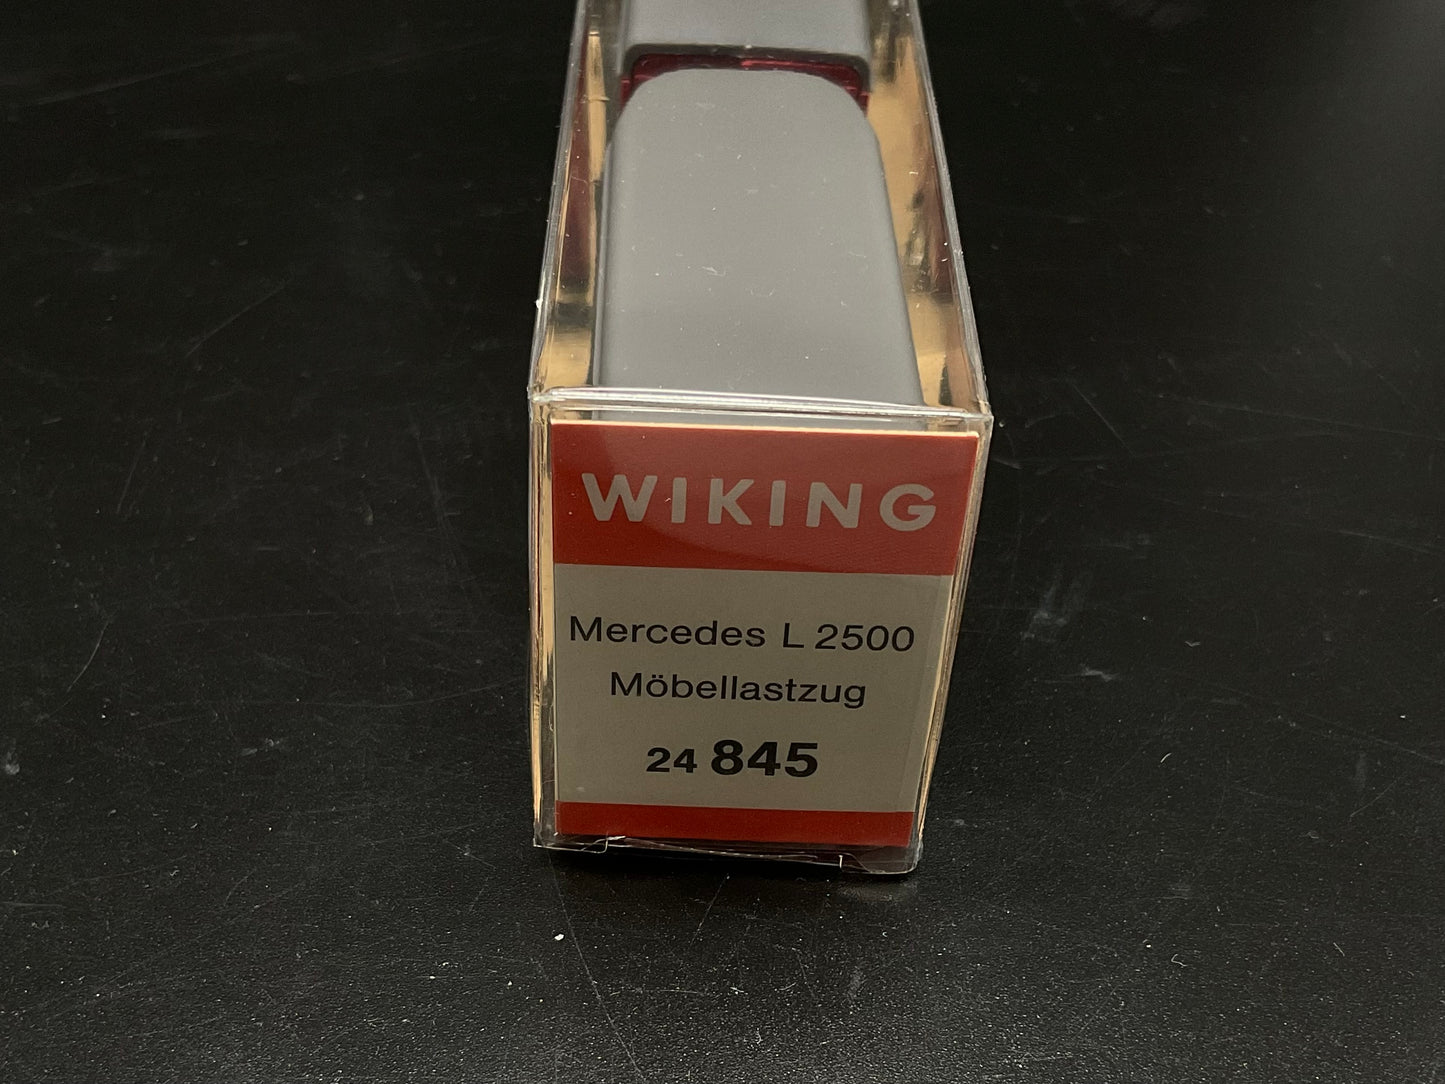 WIKING
Mercedes L 2500
Möbellastzug
24 845